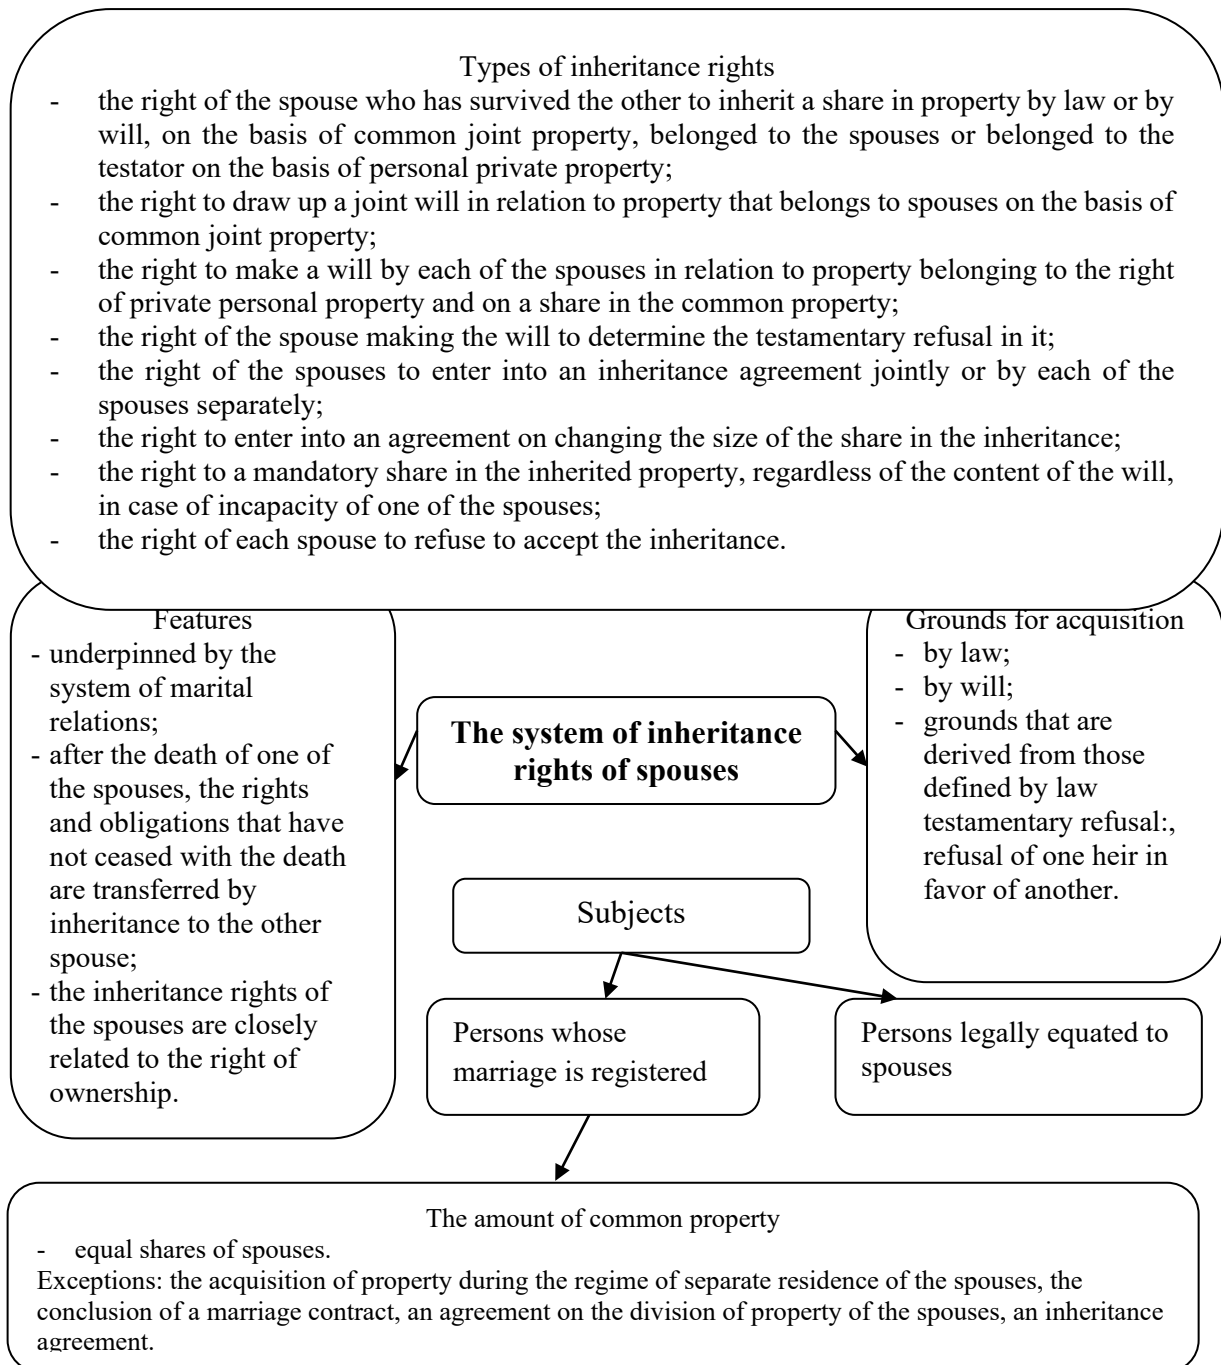 Types of inheritance rights
- the right of the spouse who has survived the other to inherit a share in property by law or by
will, on the basis of common joint property, belonged to the spouses or belonged to the
testator on the basis of personal private property;
- the right to draw up a joint will in relation to property that belongs to spouses on the basis of
common joint property;
- the right to make a will by each of the spouses in relation to property belonging to the right
of private personal property and on a share in the common property;
- the right of the spouse making the will to determine the testamentary refusal in it;
- the right of the spouses to enter into an inheritance agreement jointly or by each of the
spouses separately;
- the right to enter into an agreement on changing the size of the share in the inheritance;
- the right to a mandatory share in the inherited property, regardless of the content of the will,
in case of incapacity of one of the spouses;
- the right of each spouse to refuse to accept the inheritance.
Features
- underpinned by the
system of marital
relations;
- after the death of one of
the spouses, the rights
and obligations that have
not ceased with the death
are transferred by
inheritance to the other
spouse;
- the inheritance rights of
the spouses are closely
related to the right of
ownership.
The system of inheritance
rights of spouses
Grounds for acquisition
- by law;
- by will;
- grounds that are
derived from those
defined by law
testamentary refusal:,
refusal of one heir in
favor of another.
Subjects
Persons whose
marriage is registered
Persons legally equated to
spouses
The amount of common property
- equal shares of spouses.
Exceptions: the acquisition of property during the regime of separate residence of the spouses, the
conclusion of a marriage contract, an agreement on the division of property of the spouses, an inheritance
agreement.